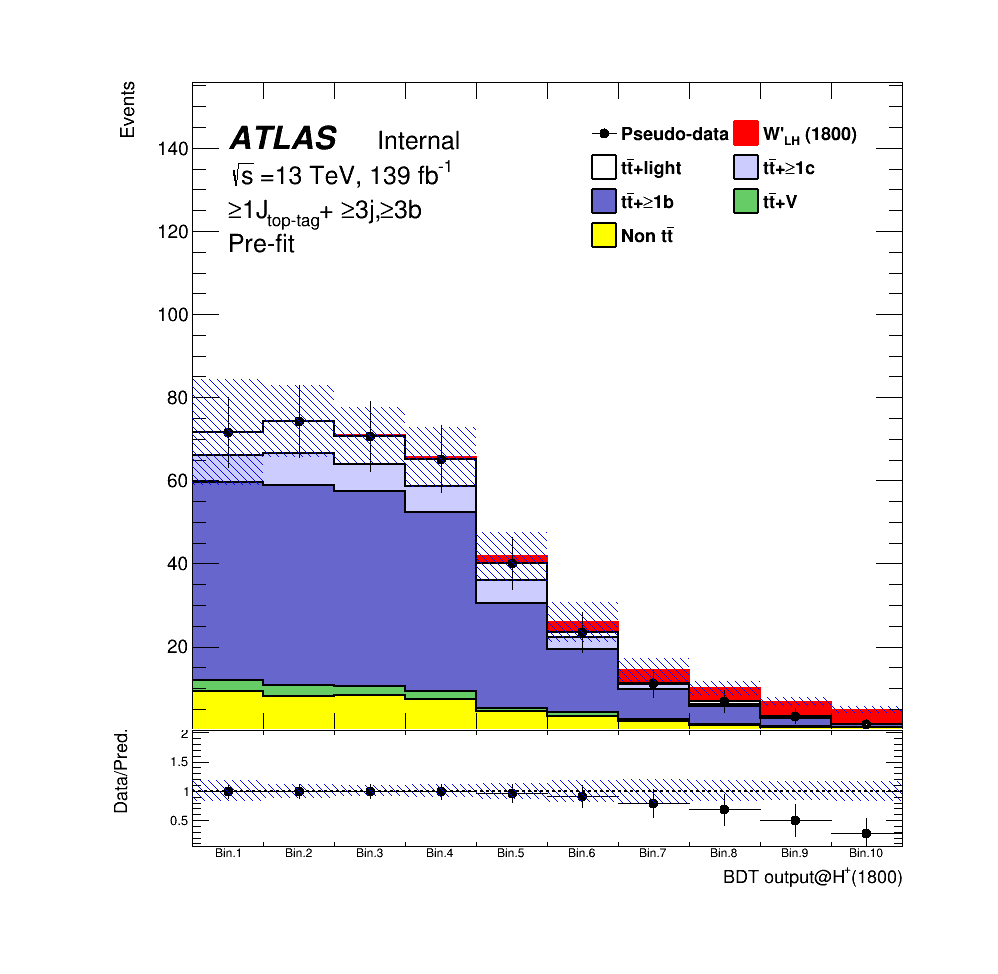 Events
ATLAS Internal
√s =13 TeV, 139 fb⁻¹
≥1J_top-tag+ ≥3j,≥3b
Pre-fit
Pseudo-data
W'_LH (1800)
tt̄+light
tt̄+≥1c
tt̄+≥1b
tt̄+V
Non tt̄
140
120
100
80
60
40
20
Data/Pred.
2
1.5
1
0.5
Bin.1 Bin.2 Bin.3 Bin.4 Bin.5 Bin.6 Bin.7 Bin.8 Bin.9 Bin.10
BDT output@H⁺(1800)